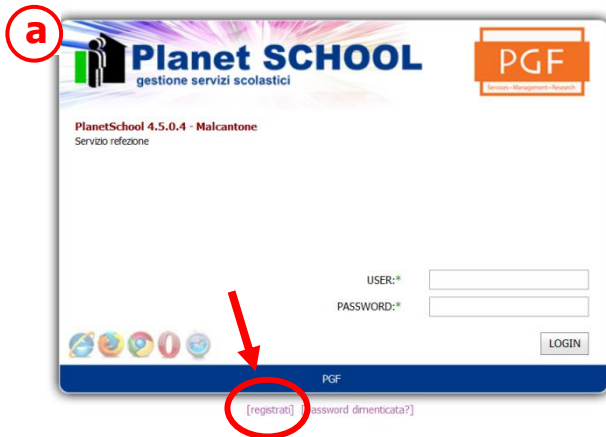 a
Planet SCHOOL
gestione servizi scolastici
PGF
Services - Management - Research
PlanetSchool 4.5.0.4 - Malcantone
Servizio refezione
USER:*
PASSWORD:*
LOGIN
PGF
[registrati] [password dimenticata?]